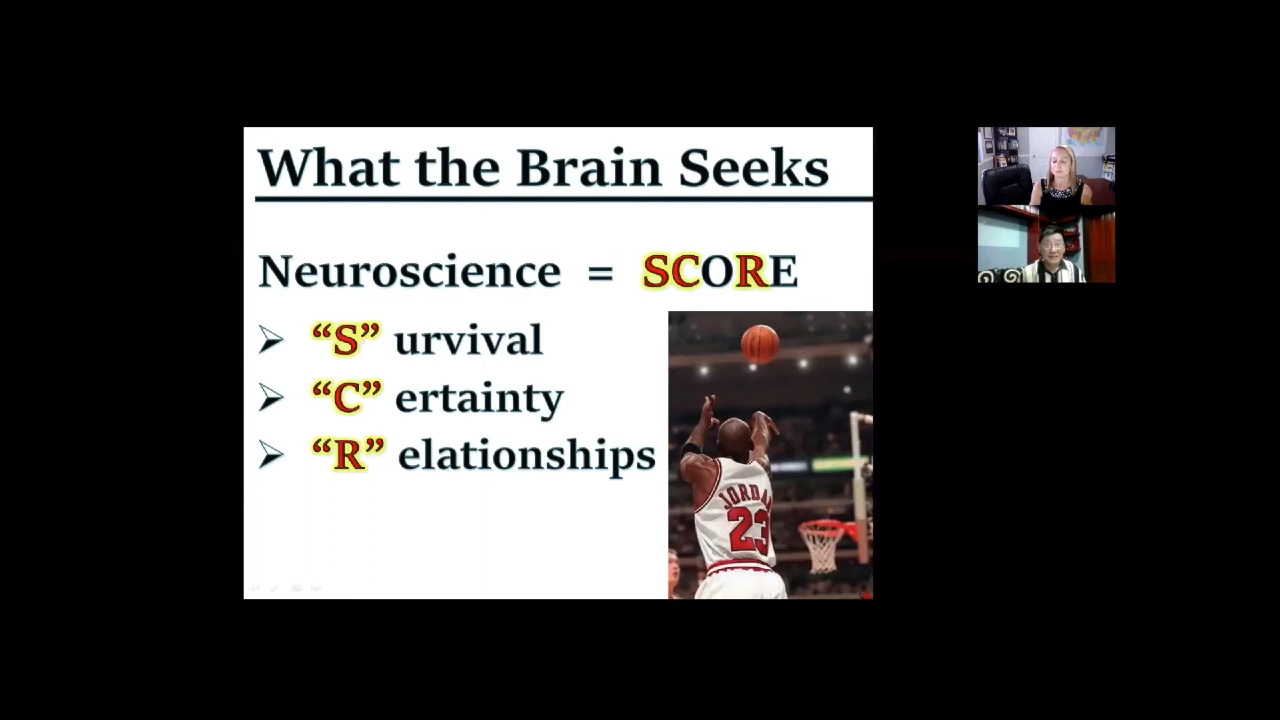 What the Brain Seeks
Neuroscience = SCORE
➢ “S” urvival
➢ “C” ertainty
➢ “R” elationships
JORDAN
23